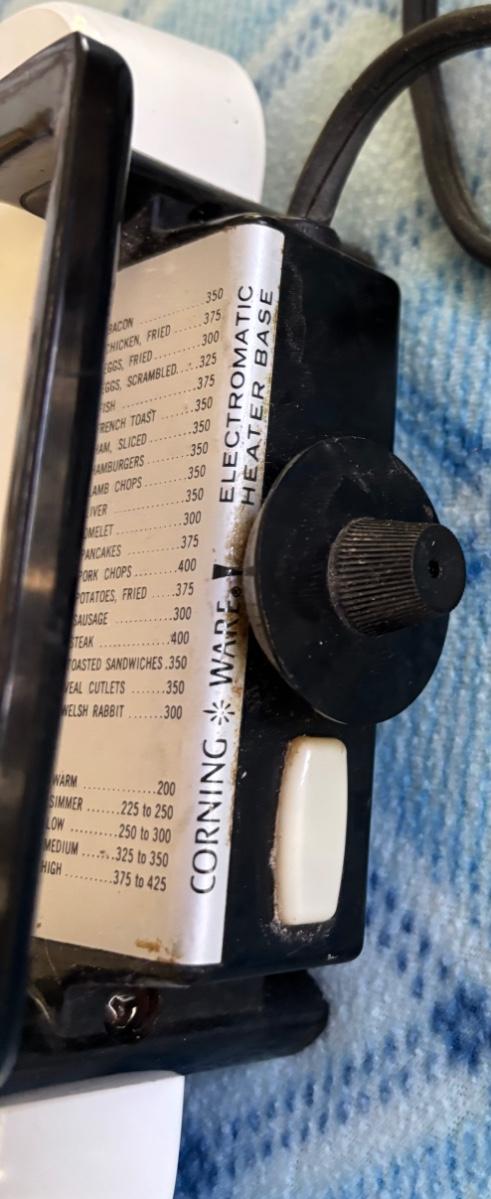 BACON .......... 350
CHICKEN, FRIED ..... 375
EGGS, FRIED ......... 300
EGGS, SCRAMBLED ..... 325
FISH ............... 375
FRENCH TOAST ...... 350
HAM, SLICED ........ 350
HAMBURGERS ........ 350
LAMB CHOPS ........ 350
LIVER ............. 350
OMELET ............ 300
PANCAKES .......... 375
PORK CHOPS ........ 400
POTATOES, FRIED .... 375
SAUSAGE ........... 300
STEAK ............. 400
TOASTED SANDWICHES . 350
VEAL CUTLETS ....... 350
WELSH RABBIT ....... 300
WARM ............. 200
SIMMER ....... 225 to 250
LOW .......... 250 to 300
MEDIUM ...... 325 to 350
HIGH ......... 375 to 425
CORNING WARE®
ELECTROMATIC
HEATER BASE